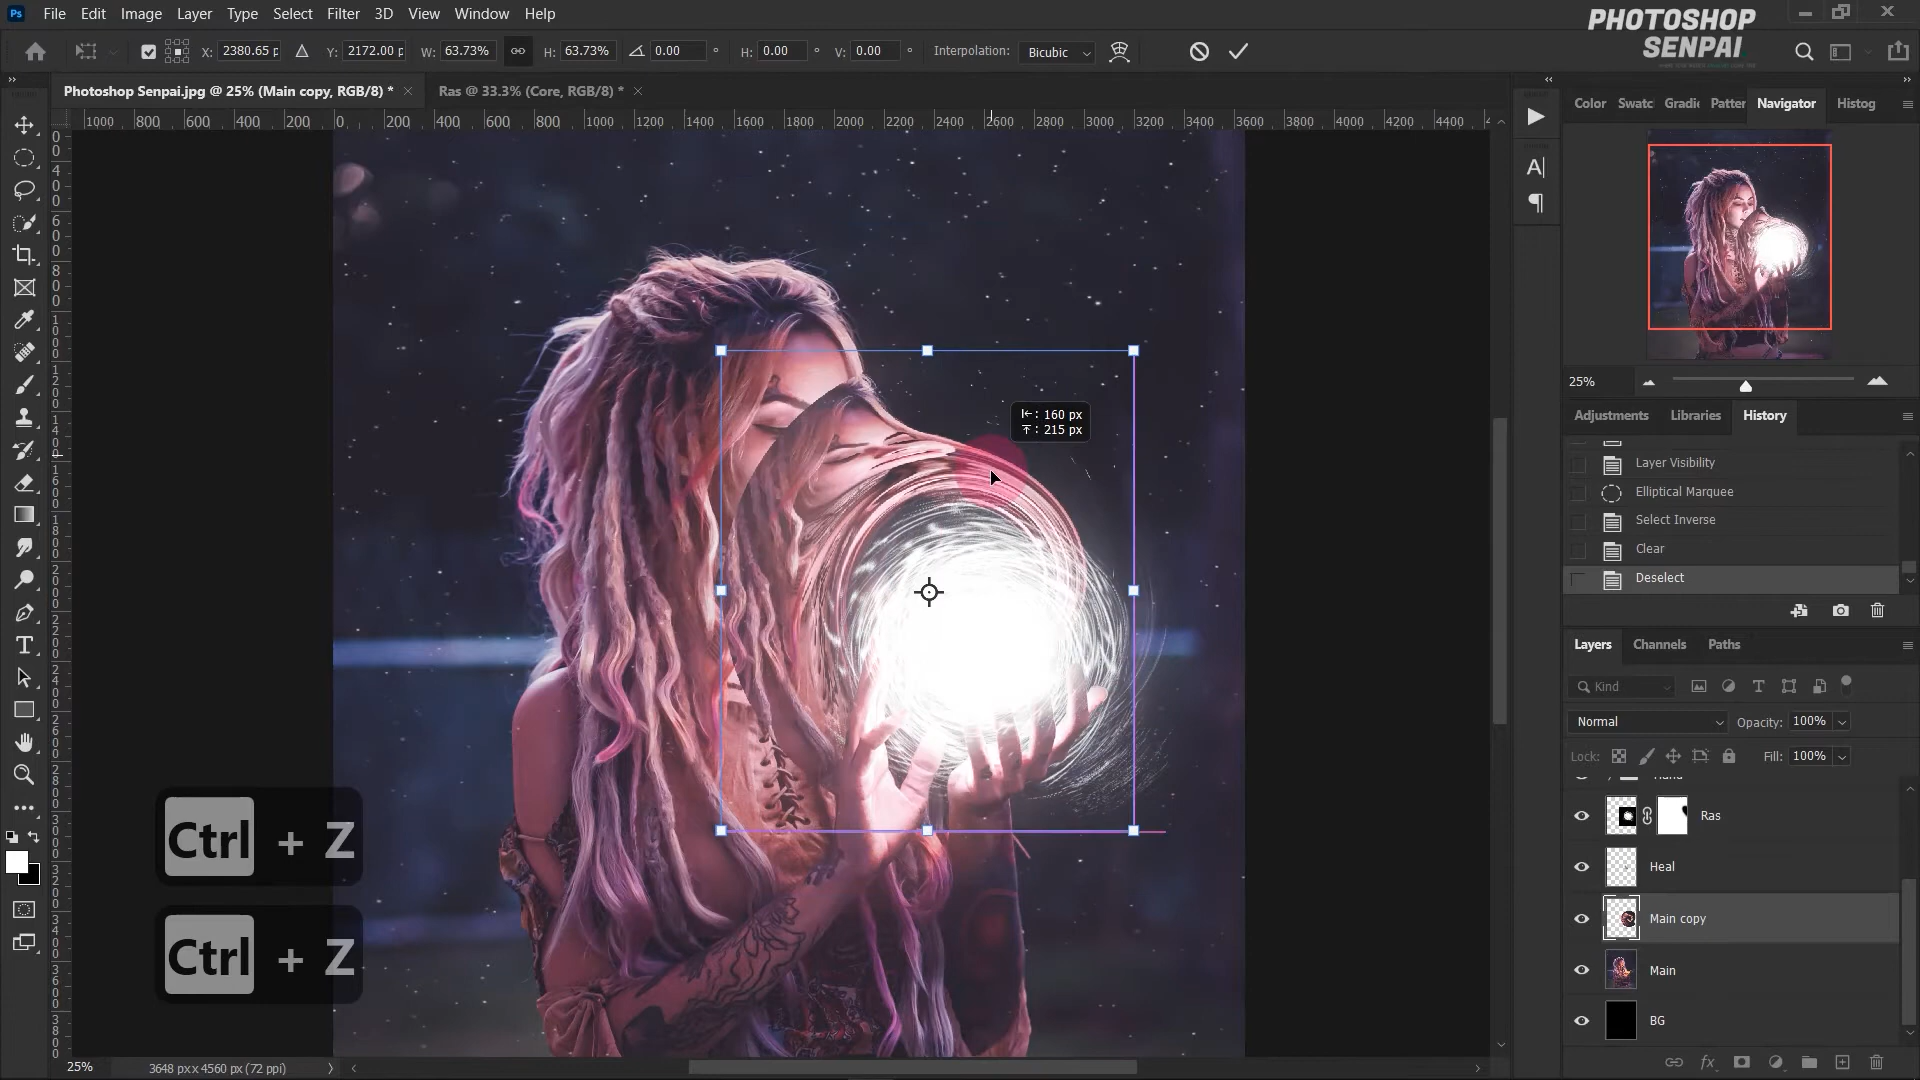 Ps File Edit Image Layer Type Select Filter 3D View Window Help
PHOTOSHOP
SENPAI
X: 2380.65 p Y: 2172.00 p W: 63.73% H: 63.73% 0.00 ° H: 0.00 ° V: 0.00 ° Interpolation: Bicubic
Photoshop Senpai.jpg @ 25% (Main copy, RGB/8) * × Ras @ 33.3% (Core, RGB/8) * ×
1000 800 600 400 200 0 200 400 600 800 1000 1200 1400 1600 1800 2000 2200 2400 2600 2800 3000 3200 3400 3600 3800 4000 4200 4400
Color Swatc Gradi Patter Navigator Histog
25%
Adjustments Libraries History
Layer Visibility
Elliptical Marquee
Select Inverse
Clear
Deselect
: 160 px
: 215 px
Layers Channels Paths
Kind
Normal Opacity: 100%
Lock: Fill: 100%
Ras
Heal
Main copy
Main
BG
Ctrl + Z
Ctrl + Z
25% 3648 px x 4560 px (72 ppi)